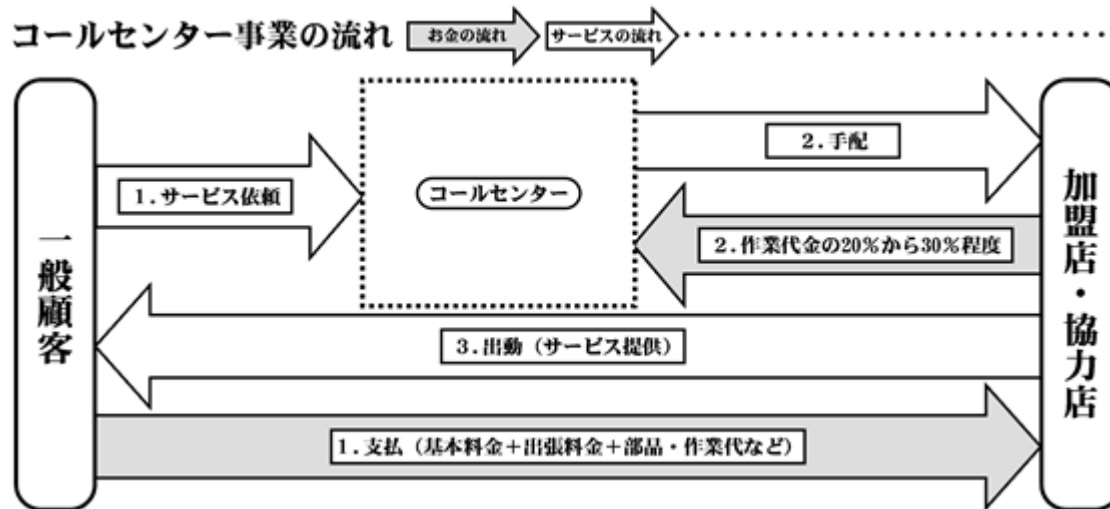 コールセンター事業の流れ
お金の流れ
サービスの流れ
一般顧客
1.サービス依頼
コールセンター
2.手配
2.作業代金の20%から30%程度
3.出動（サービス提供）
1.支払（基本料金＋出張料金＋部品・作業代など）
加盟店・協力店